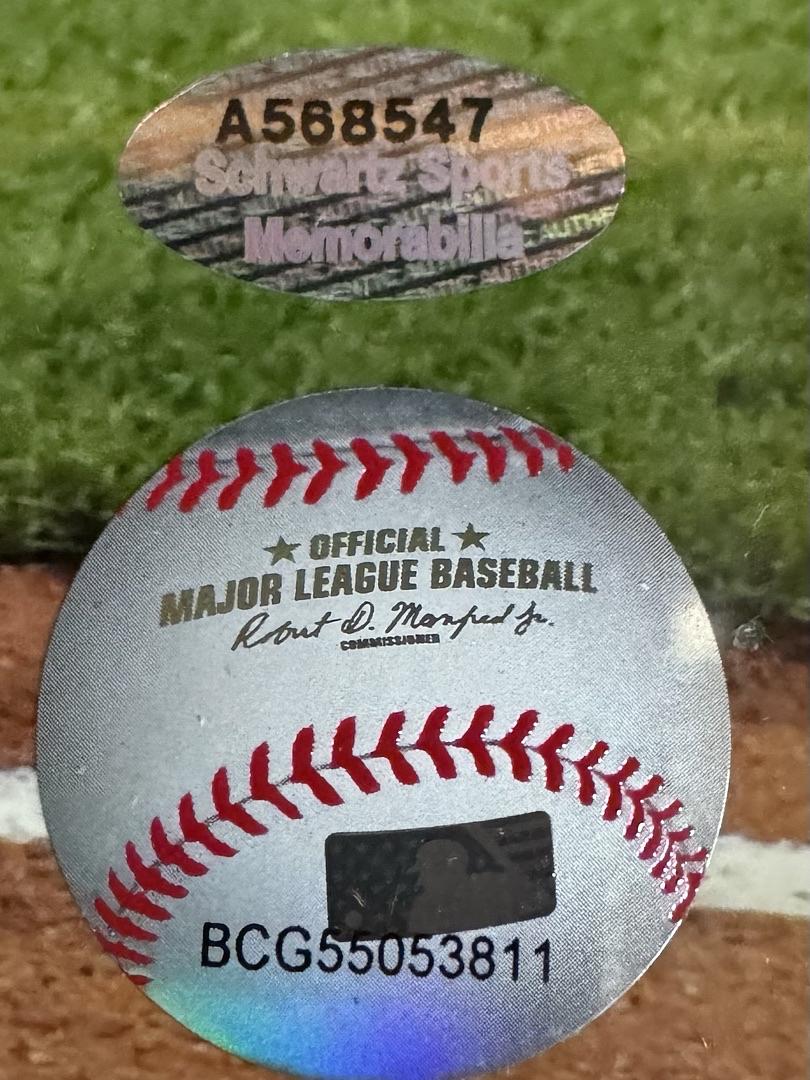 A568547
Schwartz Sports
Memorabilia
★ OFFICIAL ★
MAJOR LEAGUE BASEBALL
Robert D. Manfred Jr.
COMMISSIONER
BCG55053811